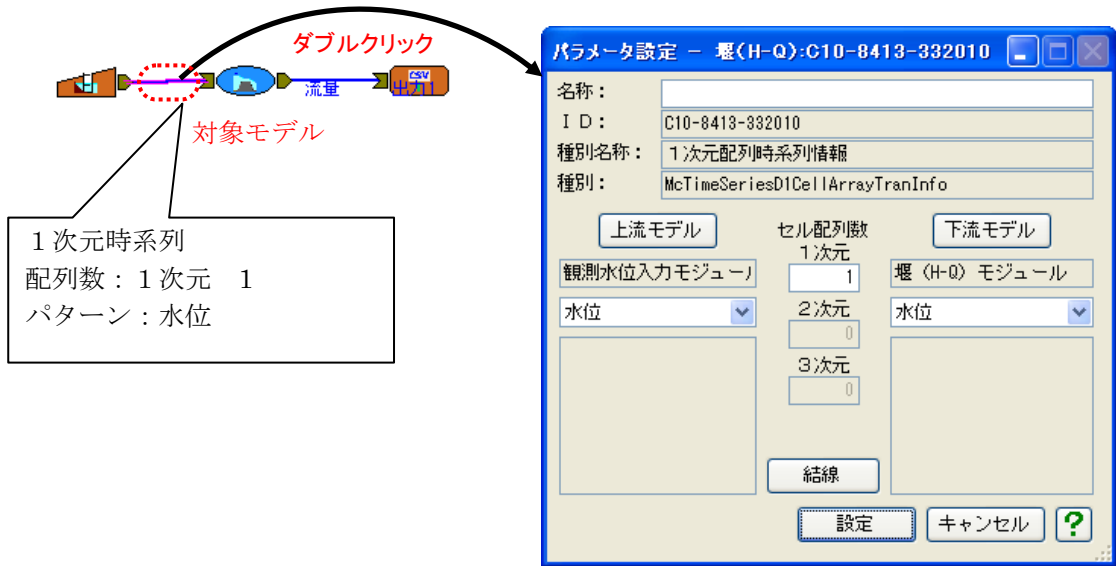 ダブルクリック
流量
CSV
出力1
対象モデル
1次元時系列
配列数:1次元 1
パターン:水位
パラメータ設定 - 堰(H-Q):C10-8413-332010
名称:
ID: C10-8413-332010
種別名称: 1次元配列時系列情報
種別: McTimeSeriesD1CellArrayTranInfo
上流モデル セル配列数 下流モデル
1次元
観測水位入力モジュール 1 堰(H-Q)モジュール
水位 2次元 水位
0
3次元
0
結線
設定 キャンセル ?